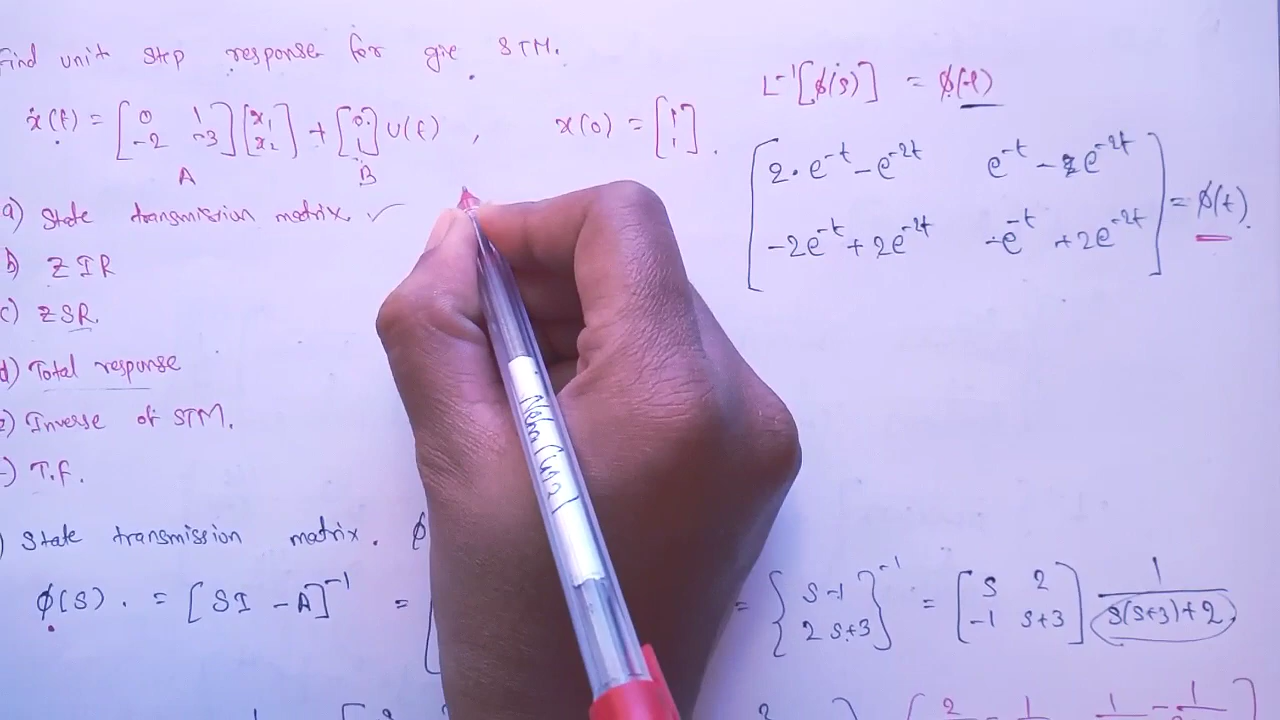 Find unit step response for give STM.
ẋ(t) = [0 1; -2 -3] [x₁; x₂] + [0; 1] U(t) , x(0) = [1; 1].
A B
a) State transmission matrix. ✓
b) ZIR
c) ZSR.
d) Total response
e) Inverse of STM.
f) T.F.
L⁻¹[ϕ(s)] = ϕ(t)
[2·e^-t - e^-2t e^-t - e^-2t; -2e^-t + 2e^-2t -e^-t + 2e^-2t] = ϕ(t).
) State transmission matrix. ϕ
ϕ(s). = [SI - A]⁻¹ = = {S -1; 2 s+3}⁻¹ = [S 2; -1 s+3] 1/(s(s+3)+2)
Neha